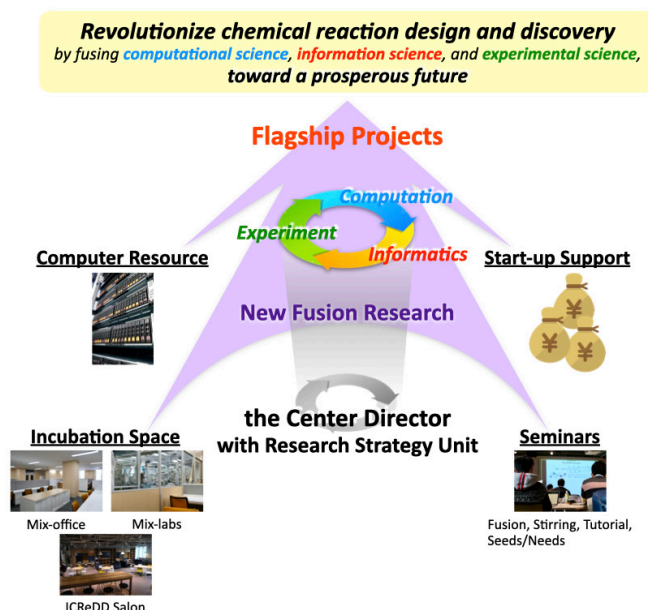 Revolutionize chemical reaction design and discovery
by fusing computational science, information science, and experimental science,
toward a prosperous future
Flagship Projects
Computation
Experiment
Informatics
Computer Resource
Start-up Support
¥
¥
¥
New Fusion Research
the Center Director
with Research Strategy Unit
Incubation Space
Seminars
Mix-office
Mix-labs
Fusion, Stirring, Tutorial,
Seeds/Needs
ICReDD Salon